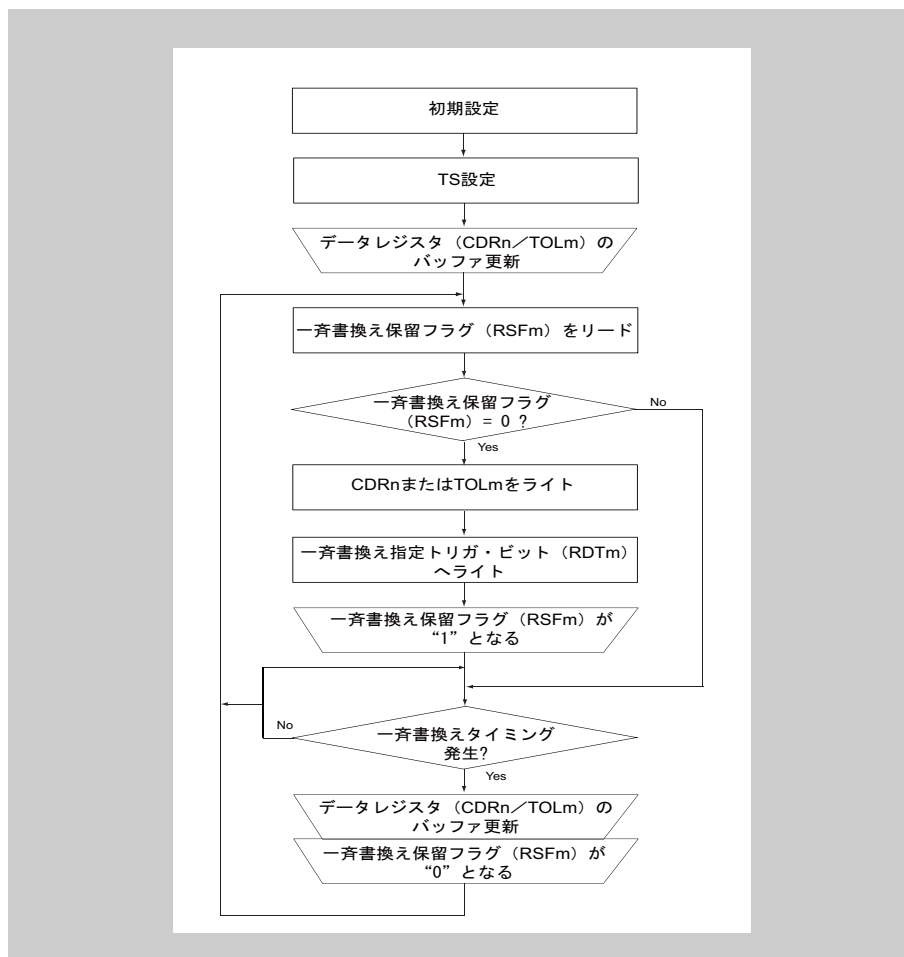 初期設定
TS設定
データレジスタ（CDRn／TOLm）の
バッファ更新
一斉書換え保留フラグ（RSFm）をリード
一斉書換え保留フラグ
（RSFm）= 0 ?
No
Yes
CDRnまたはTOLmをライト
一斉書換え指定トリガ・ビット（RDTm）
へライト
一斉書換え保留フラグ（RSFm）が
“1”となる
No
一斉書換えタイミング
発生?
Yes
データレジスタ（CDRn／TOLm）の
バッファ更新
一斉書換え保留フラグ（RSFm）が
“0”となる